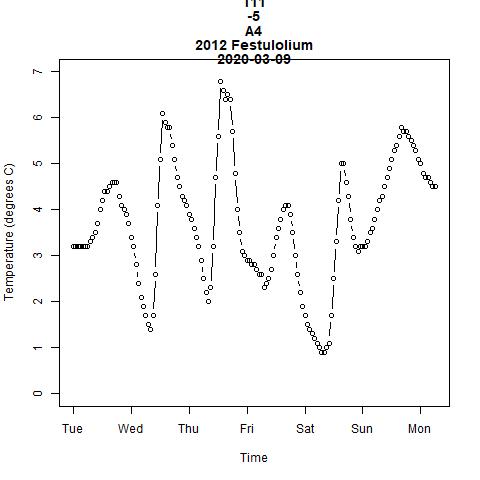 T11
-5
A4
2012 Festulolium
2020-03-09
7
6
5
4
3
2
1
0
Temperature (degrees C)
Tue Wed Thu Fri Sat Sun Mon
Time